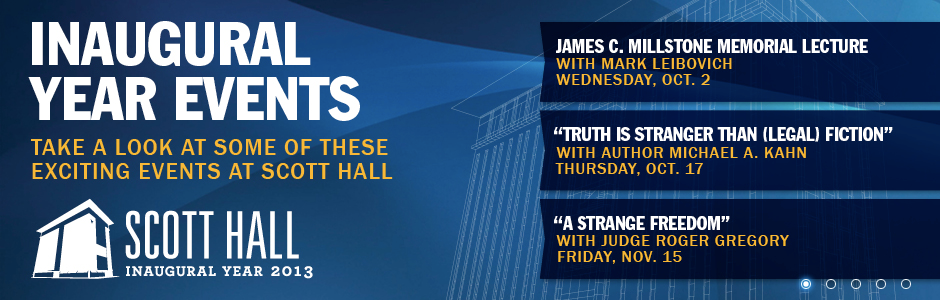 INAUGURAL
YEAR EVENTS
TAKE A LOOK AT SOME OF THESE
EXCITING EVENTS AT SCOTT HALL
SCOTT HALL
INAUGURAL YEAR 2013
JAMES C. MILLSTONE MEMORIAL LECTURE
WITH MARK LEIBOVICH
WEDNESDAY, OCT. 2
“TRUTH IS STRANGER THAN (LEGAL) FICTION”
WITH AUTHOR MICHAEL A. KAHN
THURSDAY, OCT. 17
“A STRANGE FREEDOM”
WITH JUDGE ROGER GREGORY
FRIDAY, NOV. 15